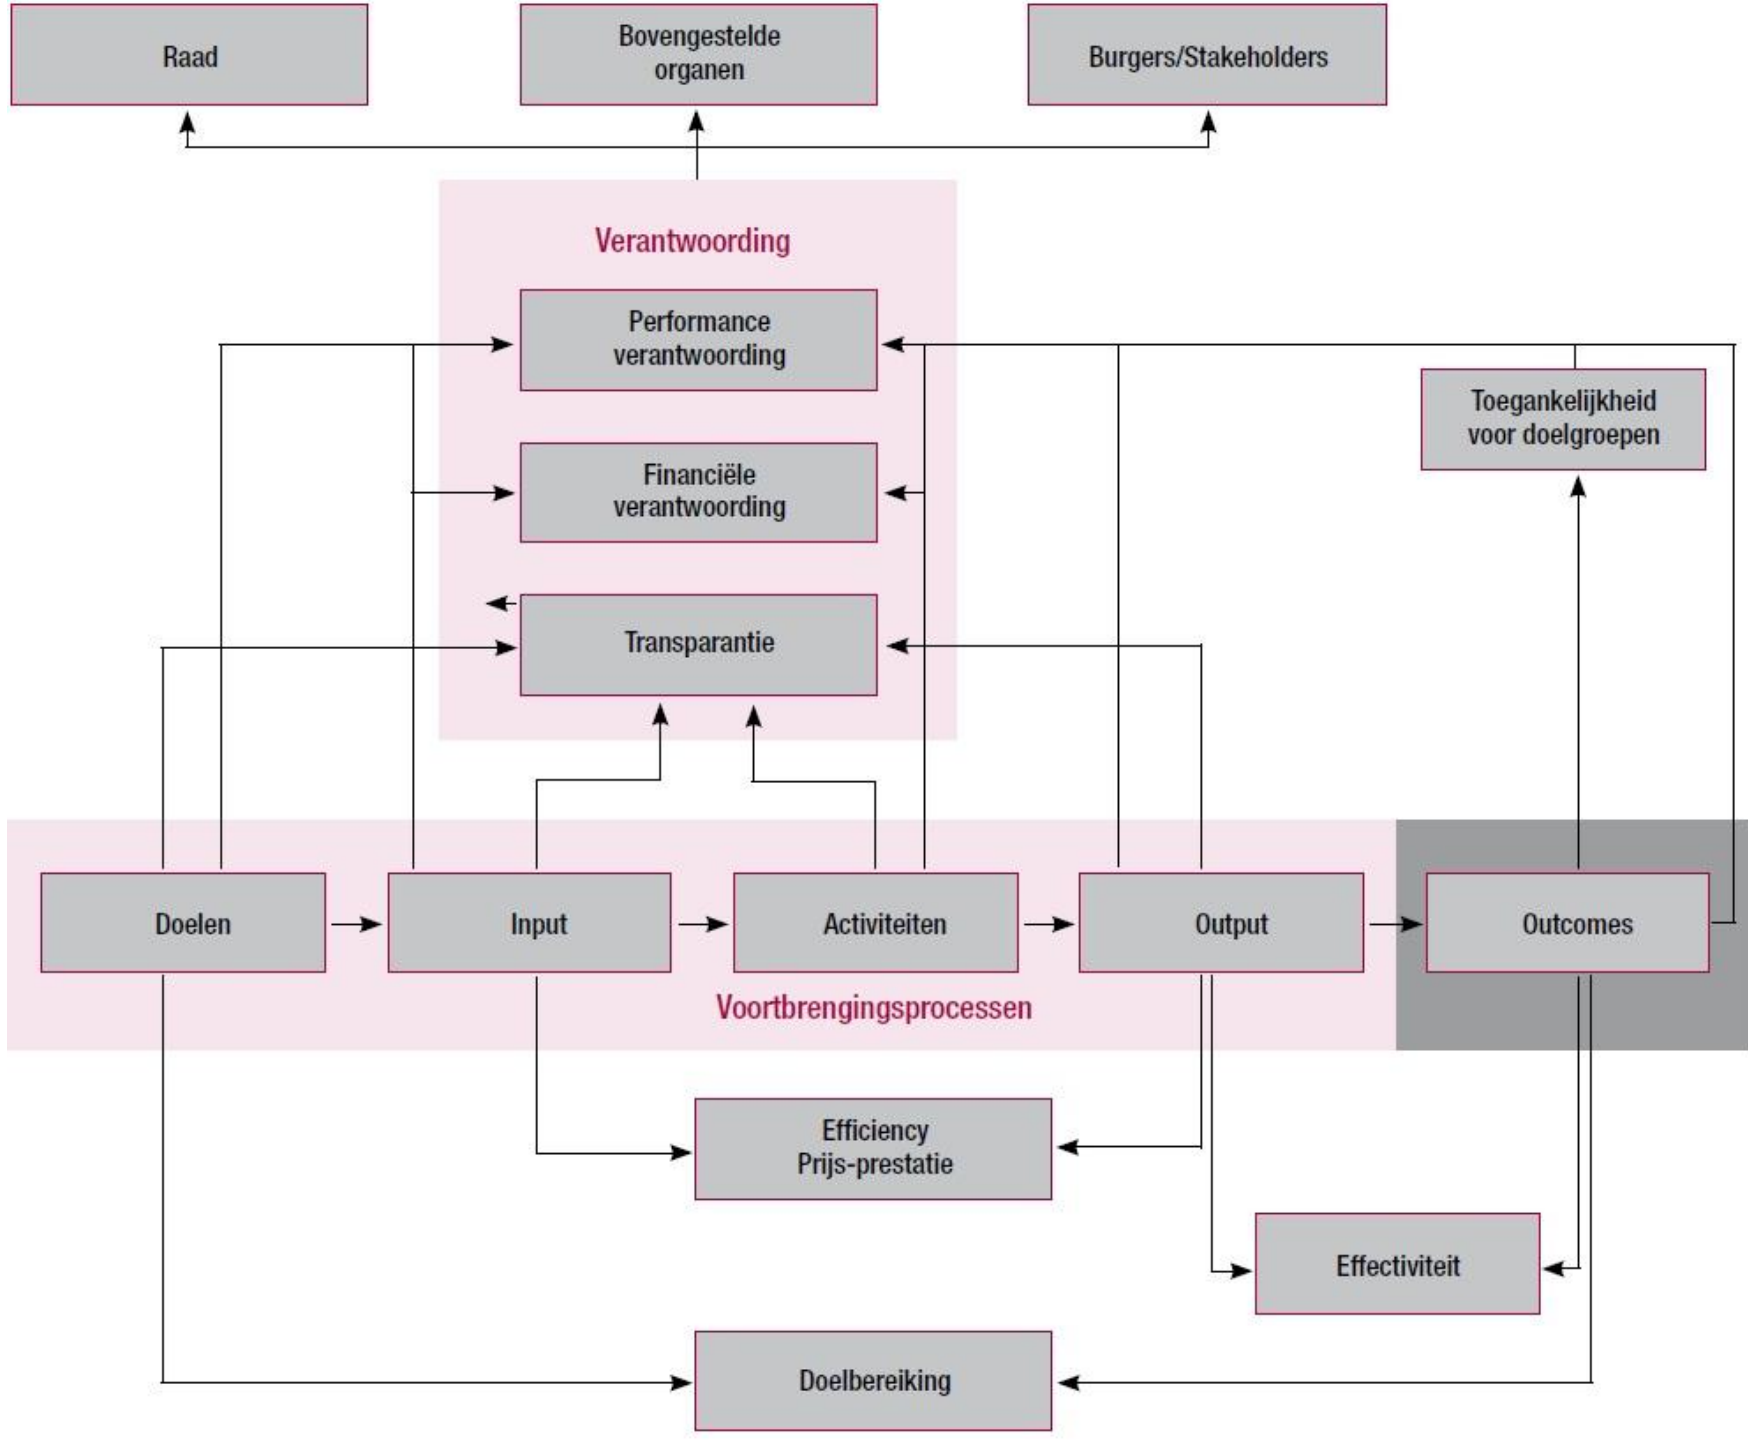 Raad
Bovengestelde
organen
Burgers/Stakeholders
Verantwoording
Performance
verantwoording
Toegankelijkheid
voor doelgroepen
Financiële
verantwoording
Transparantie
Doelen
Input
Activiteiten
Output
Outcomes
Voortbrengingsprocessen
Efficiency
Prijs-prestatie
Effectiviteit
Doelbereiking